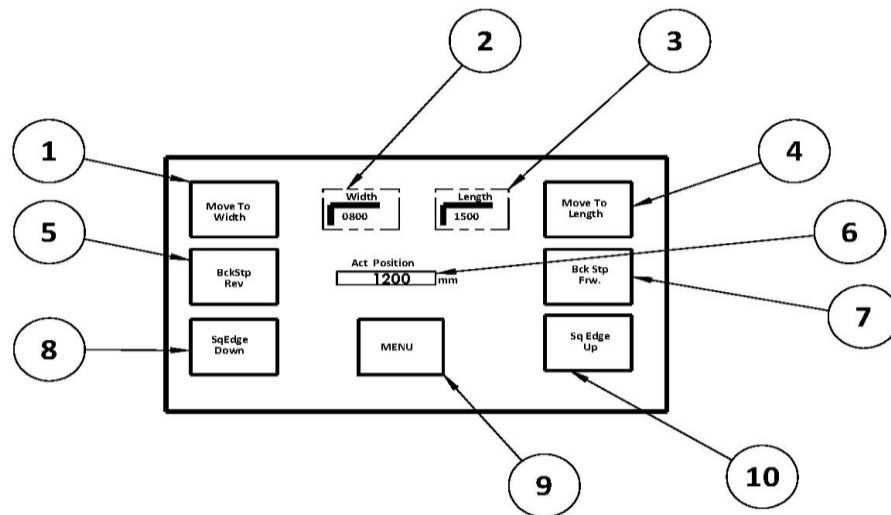 2
3
1
4
Move To
Width
Width
0800
Length
1500
Move To
Length
5
6
BckStp
Rev
Act Position
1200 mm
Bck Stp
Frw.
7
8
SqEdge
Down
MENU
Sq Edge
Up
9
10